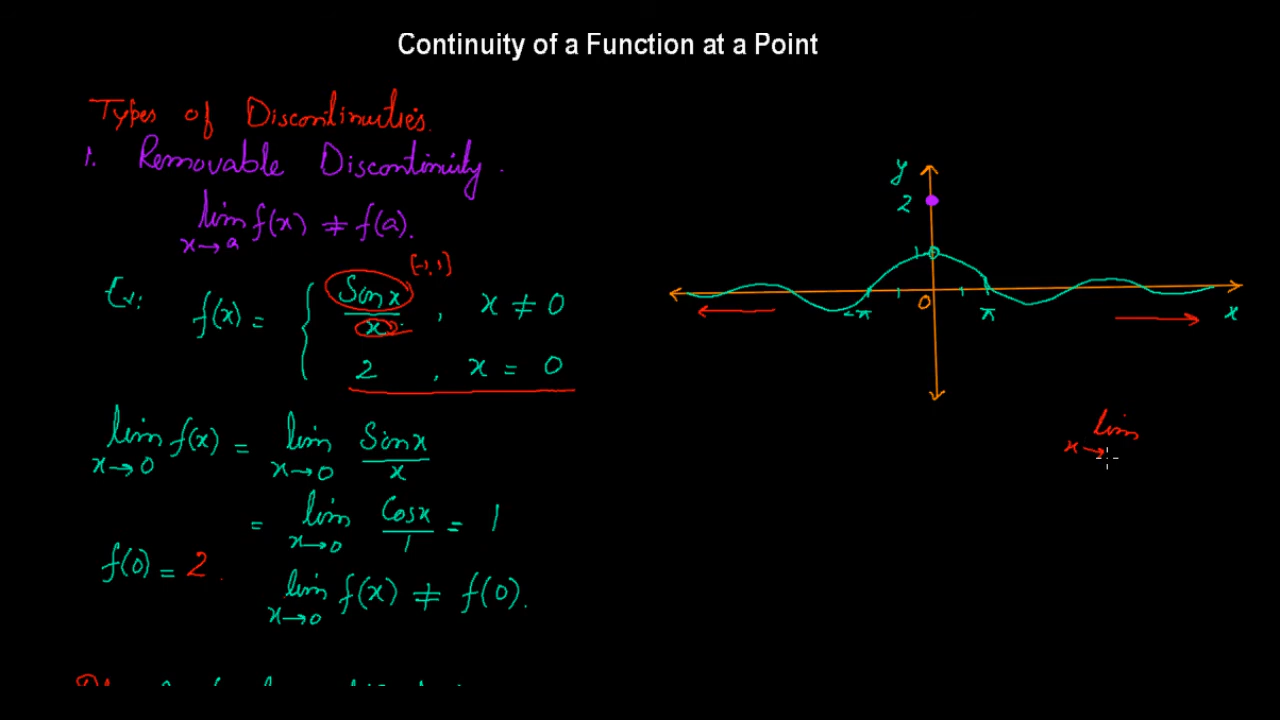 Continuity of a Function at a Point
Types of Discontinuities
1. Removable Discontinuity.
lim f(x) ≠ f(a).
x→a
[-1, 1]
Ex: f(x) = { Sin x / x , x ≠ 0
2 , x = 0
lim f(x) = lim Sin x / x
x→0 x→0
= lim Cos x / 1 = 1
x→0
f(0) = 2.
lim f(x) ≠ f(0).
x→0
y
2
1
0
-π
π
x
lim
x→